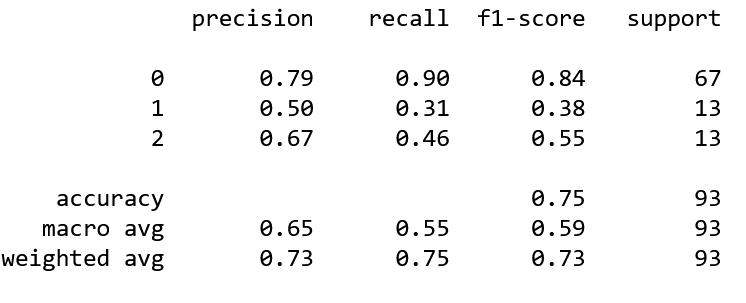 precision recall f1-score support
0 0.79 0.90 0.84 67
1 0.50 0.31 0.38 13
2 0.67 0.46 0.55 13
accuracy 0.75 93
macro avg 0.65 0.55 0.59 93
weighted avg 0.73 0.75 0.73 93